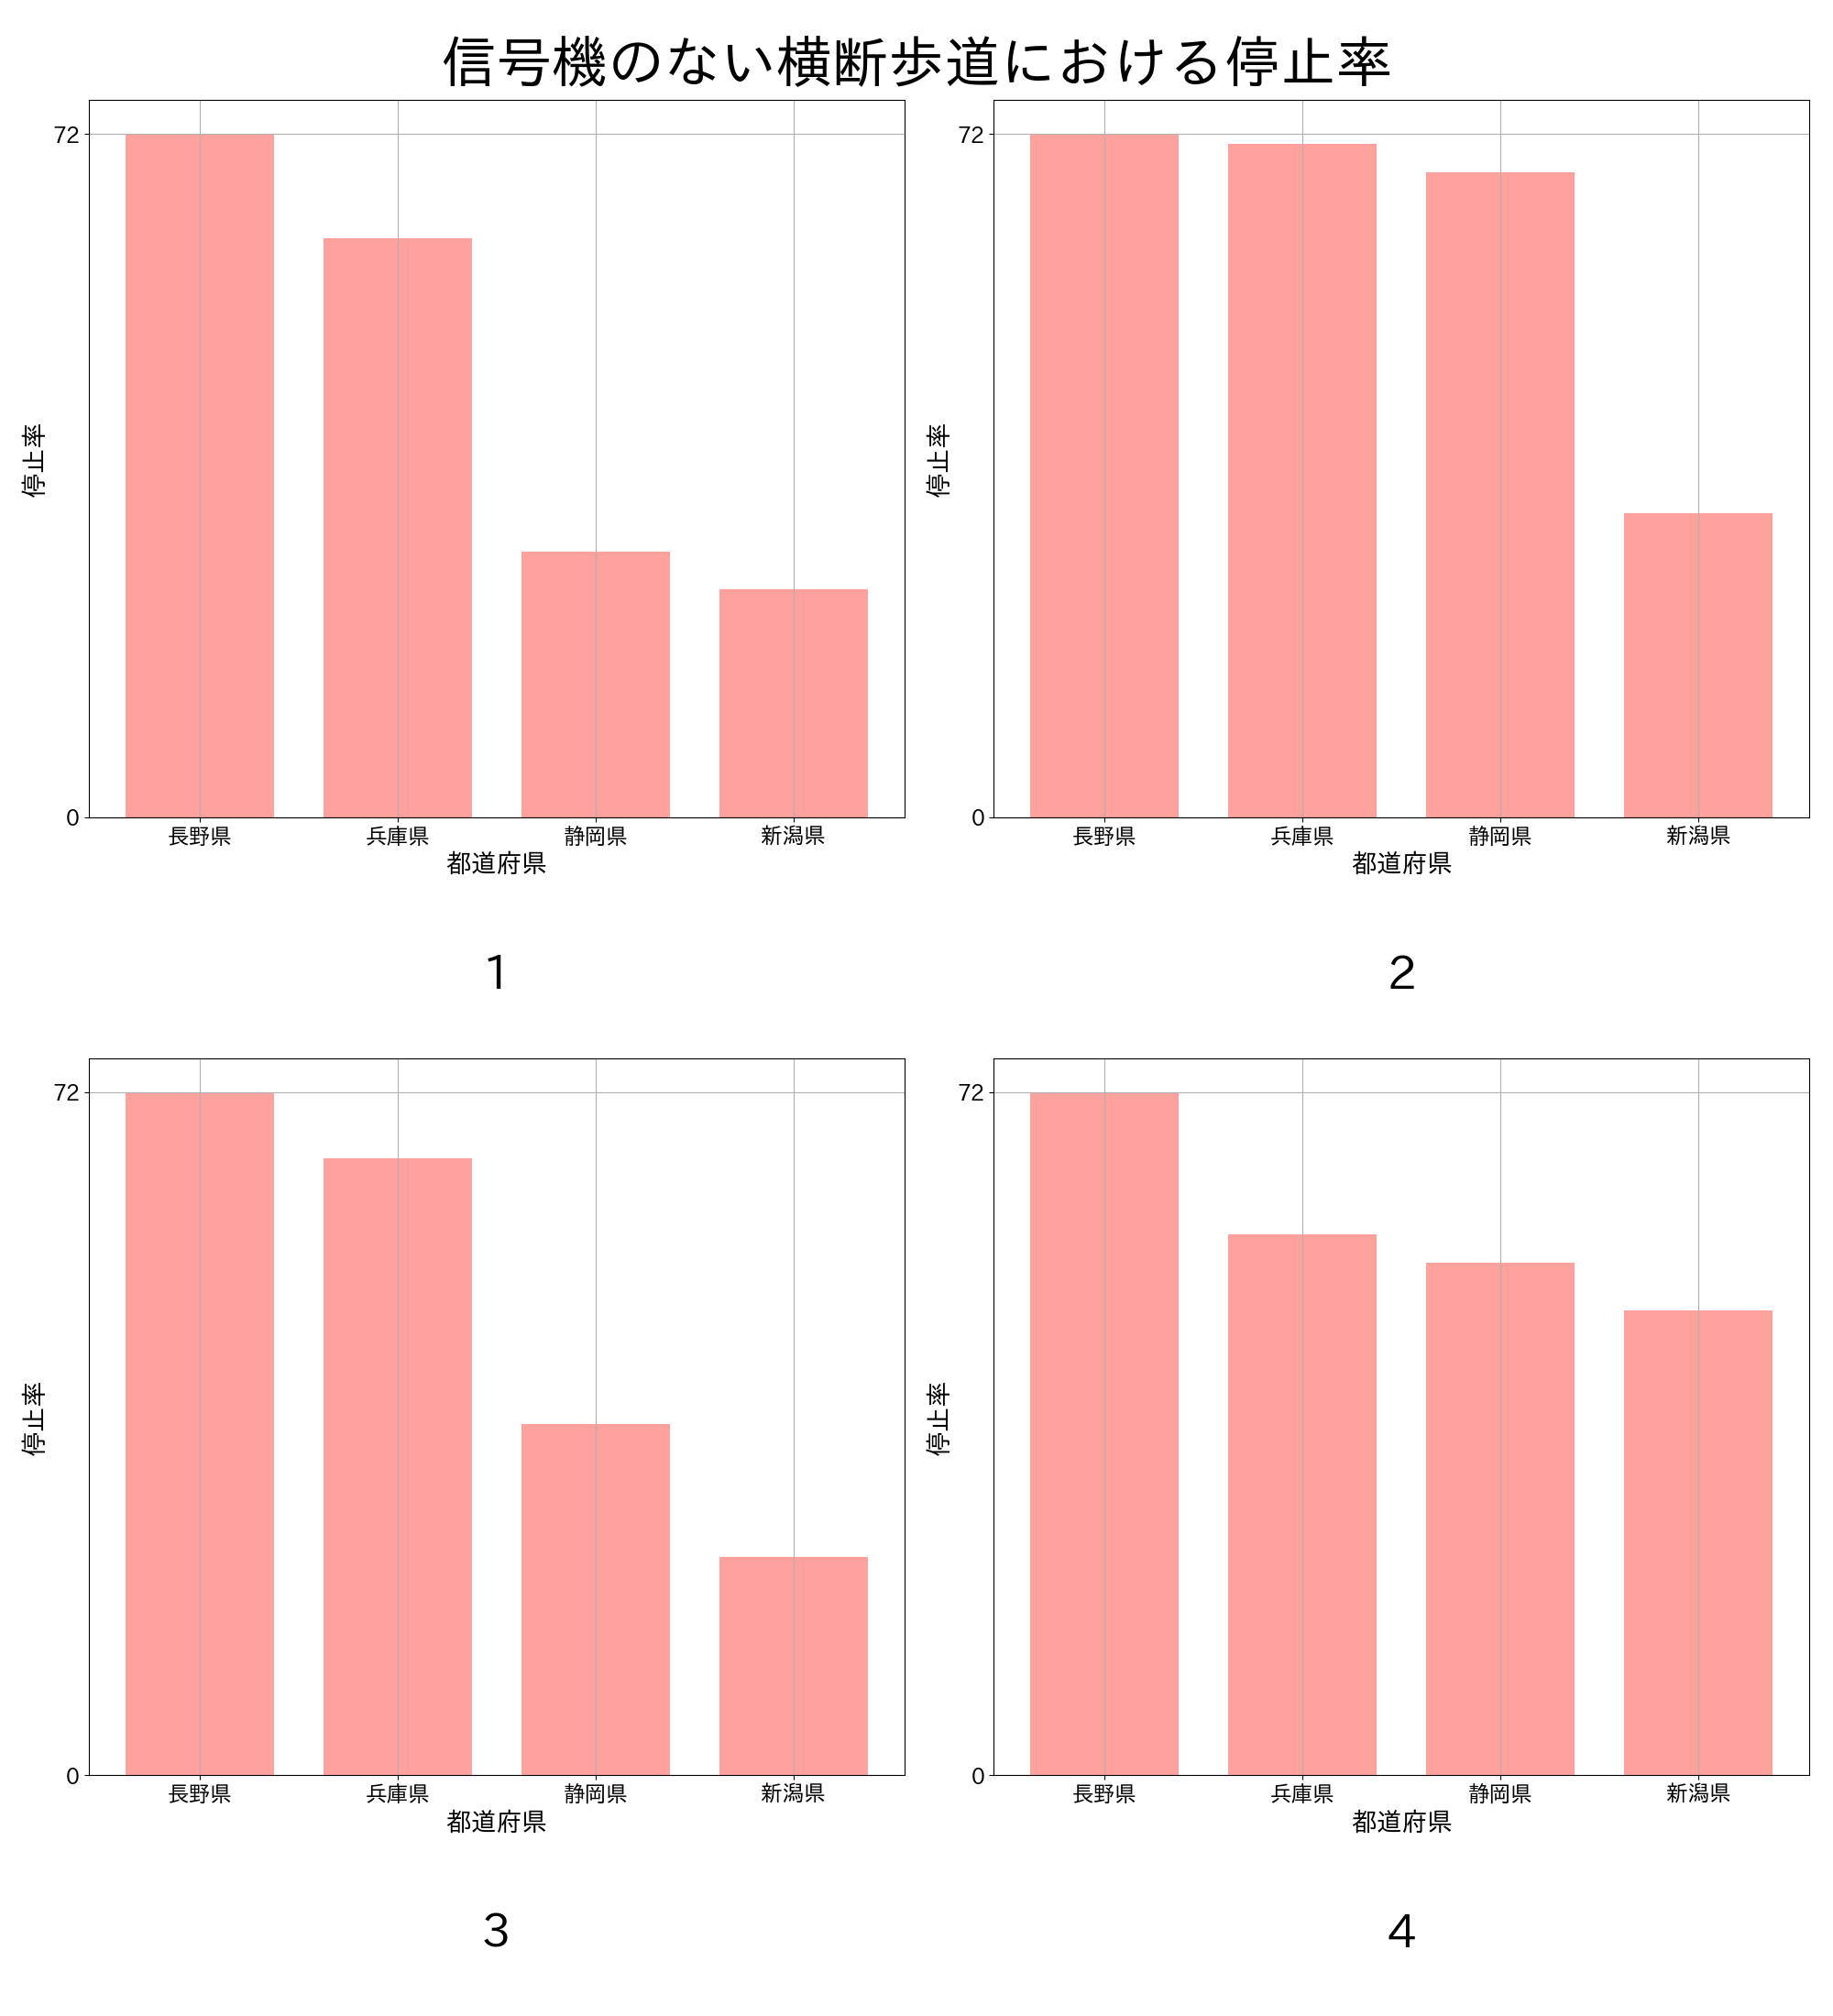 信号機のない横断歩道における停止率
72
0
停止率
長野県 兵庫県 静岡県 新潟県
都道府県
1
72
0
停止率
長野県 兵庫県 静岡県 新潟県
都道府県
2
72
0
停止率
長野県 兵庫県 静岡県 新潟県
都道府県
3
72
0
停止率
長野県 兵庫県 静岡県 新潟県
都道府県
4